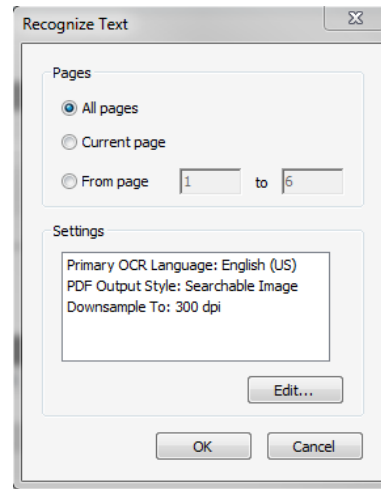 Recognize Text
Pages
All pages
Current page
From page 1 to 6
Settings
Primary OCR Language: English (US)
PDF Output Style: Searchable Image
Downsample To: 300 dpi
Edit...
OK Cancel